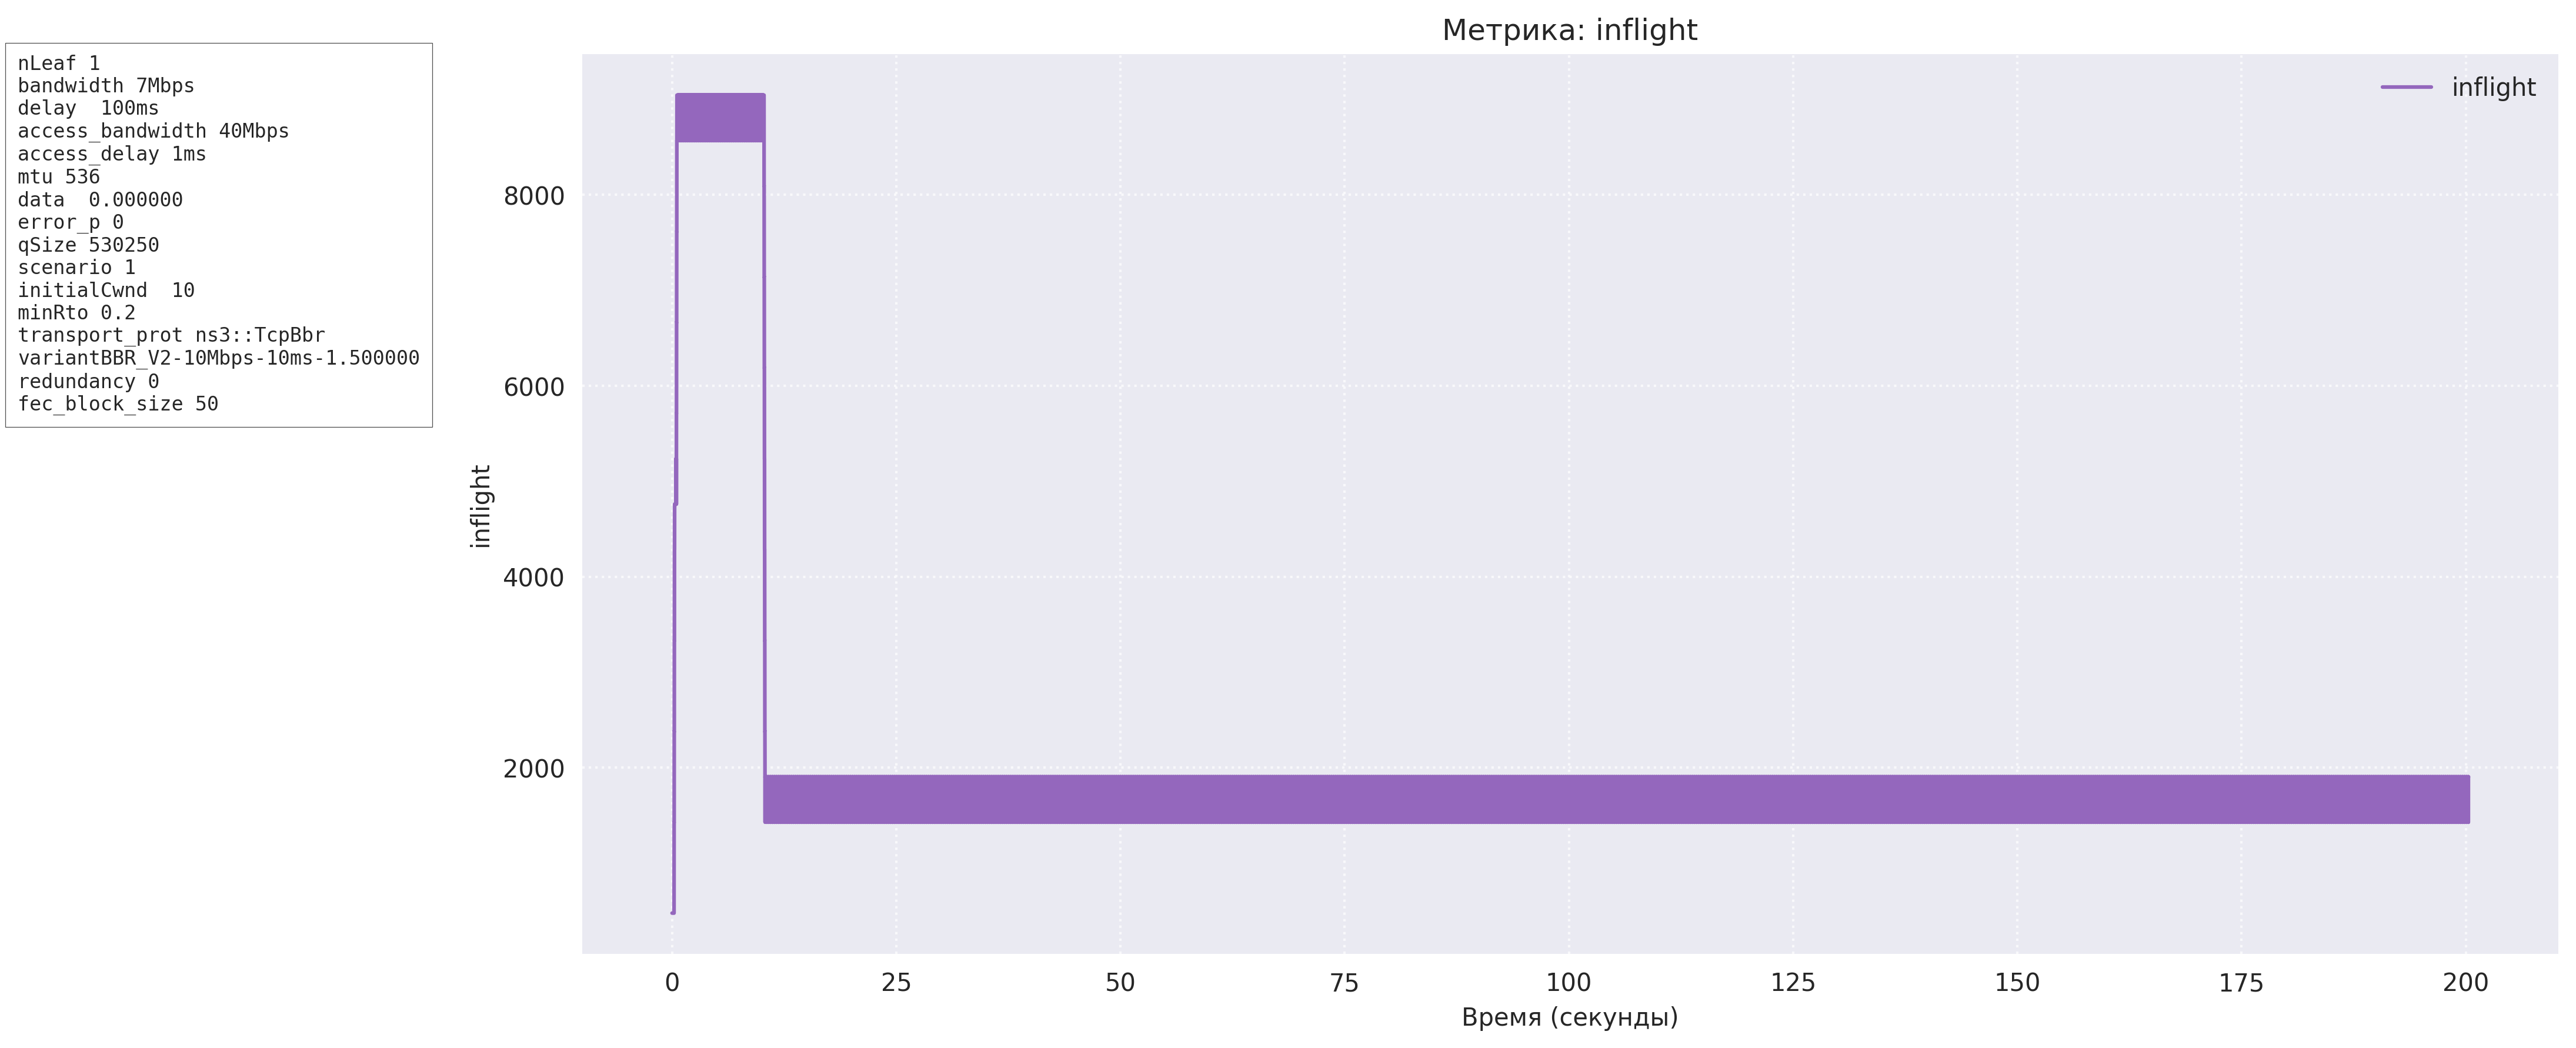 Метрика: inflight
nLeaf 1
bandwidth 7Mbps
delay  100ms
access_bandwidth 40Mbps
access_delay 1ms
mtu 536
data  0.000000
error_p 0
qSize 530250
scenario 1
initialCwnd  10
minRto 0.2
transport_prot ns3::TcpBbr
variantBBR_V2-10Mbps-10ms-1.500000
redundancy 0
fec_block_size 50
inflight
inflight
8000
6000
4000
2000
0 25 50 75 100 125 150 175 200
Время (секунды)